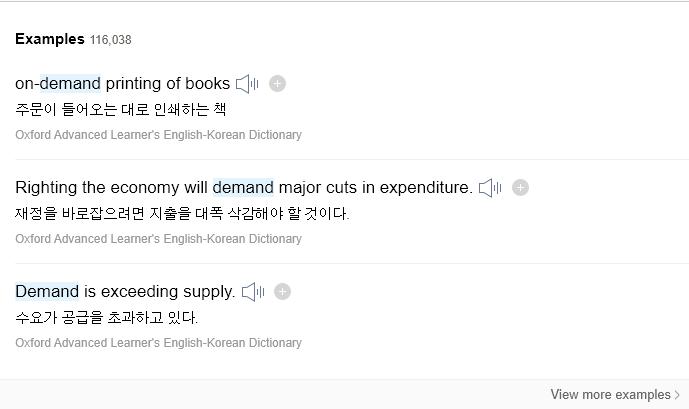 Examples 116,038
on-demand printing of books
주문이 들어오는 대로 인쇄하는 책
Oxford Advanced Learner's English-Korean Dictionary
Righting the economy will demand major cuts in expenditure.
재정을 바로잡으려면 지출을 대폭 삭감해야 할 것이다.
Oxford Advanced Learner's English-Korean Dictionary
Demand is exceeding supply.
수요가 공급을 초과하고 있다.
Oxford Advanced Learner's English-Korean Dictionary
View more examples